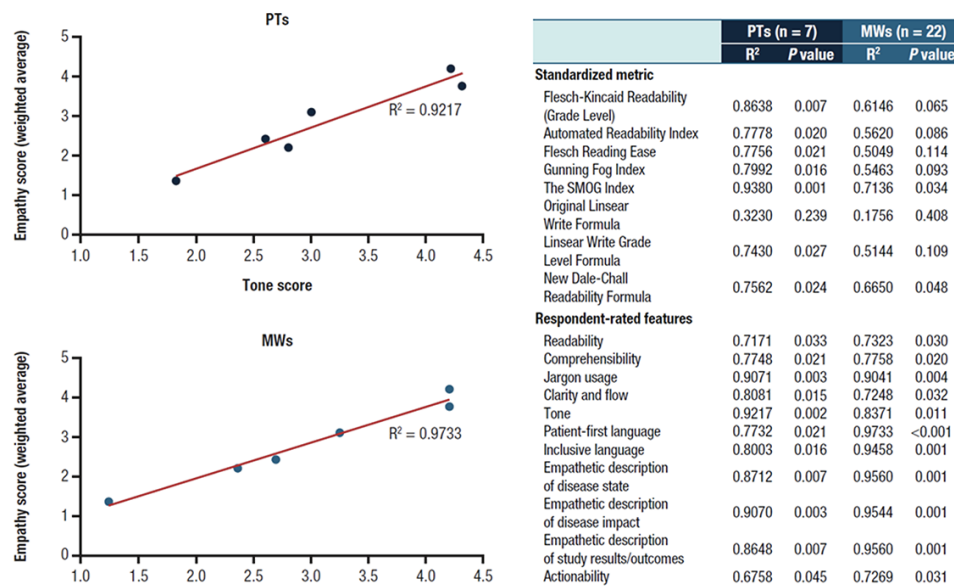 PTs
Empathy score (weighted average)
5
4
3
2
1
0
R² = 0.9217
1.0 1.5 2.0 2.5 3.0 3.5 4.0 4.5
Tone score
MWs
Empathy score (weighted average)
5
4
3
2
1
0
R² = 0.9733
1.0 1.5 2.0 2.5 3.0 3.5 4.0 4.5
PTs (n = 7) MWs (n = 22)
R² P value R² P value
Standardized metric
Flesch-Kincaid Readability
(Grade Level) 0.8638 0.007 0.6146 0.065
Automated Readability Index 0.7778 0.020 0.5620 0.086
Flesch Reading Ease 0.7756 0.021 0.5049 0.114
Gunning Fog Index 0.7992 0.016 0.5463 0.093
The SMOG Index 0.9380 0.001 0.7136 0.034
Original Linsear
Write Formula 0.3230 0.239 0.1756 0.408
Linsear Write Grade
Level Formula 0.7430 0.027 0.5144 0.109
New Dale-Chall
Readability Formula 0.7562 0.024 0.6650 0.048
Respondent-rated features
Readability 0.7171 0.033 0.7323 0.030
Comprehensibility 0.7748 0.021 0.7758 0.020
Jargon usage 0.9071 0.003 0.9041 0.004
Clarity and flow 0.8081 0.015 0.7248 0.032
Tone 0.9217 0.002 0.8371 0.011
Patient-first language 0.7732 0.021 0.9733 <0.001
Inclusive language 0.8003 0.016 0.9458 0.001
Empathetic description
of disease state 0.8712 0.007 0.9560 0.001
Empathetic description
of disease impact 0.9070 0.003 0.9544 0.001
Empathetic description
of study results/outcomes 0.8648 0.007 0.9560 0.001
Actionability 0.6758 0.045 0.7269 0.031